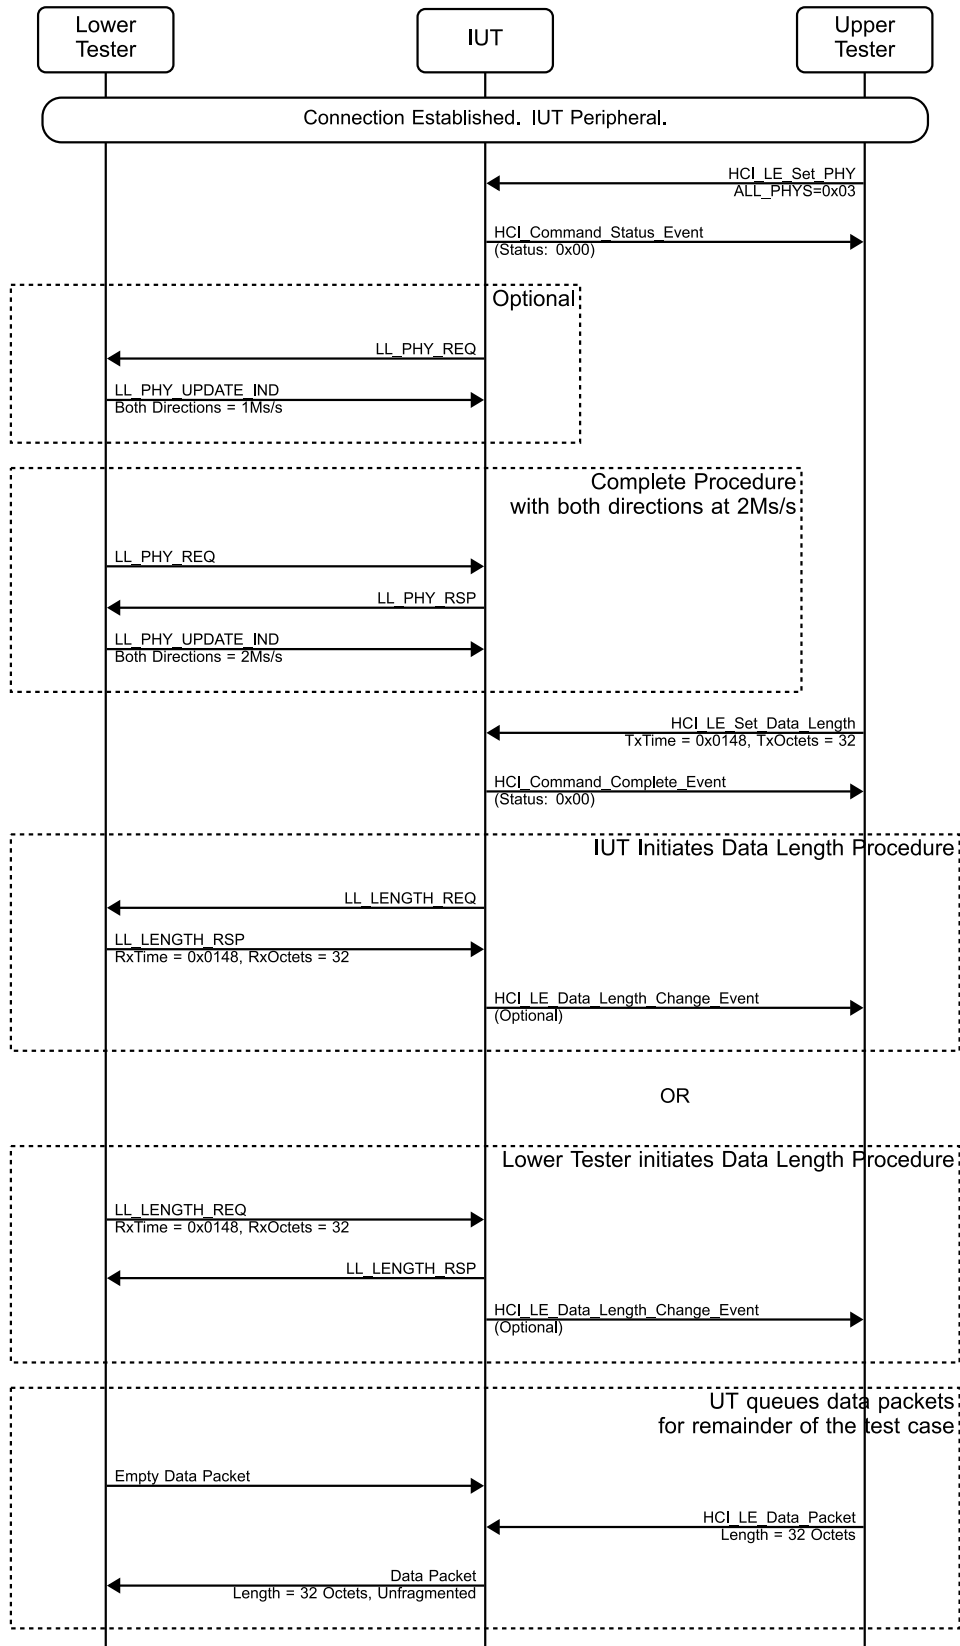 Lower
Tester
IUT
Upper
Tester
Connection Established. IUT Peripheral.
HCI_LE_Set_PHY
ALL_PHYS=0x03
HCI_Command_Status_Event
(Status: 0x00)
Optional
LL_PHY_REQ
LL_PHY_UPDATE_IND
Both Directions = 1Ms/s
Complete Procedure
with both directions at 2Ms/s
LL_PHY_REQ
LL_PHY_RSP
LL_PHY_UPDATE_IND
Both Directions = 2Ms/s
HCI_LE_Set_Data_Length
TxTime = 0x0148, TxOctets = 32
HCI_Command_Complete_Event
(Status: 0x00)
IUT Initiates Data Length Procedure
LL_LENGTH_REQ
LL_LENGTH_RSP
RxTime = 0x0148, RxOctets = 32
HCI_LE_Data_Length_Change_Event
(Optional)
OR
Lower Tester initiates Data Length Procedure
LL_LENGTH_REQ
RxTime = 0x0148, RxOctets = 32
LL_LENGTH_RSP
HCI_LE_Data_Length_Change_Event
(Optional)
UT queues data packets
for remainder of the test case
Empty Data Packet
HCI_LE_Data_Packet
Length = 32 Octets
Data Packet
Length = 32 Octets, Unfragmented